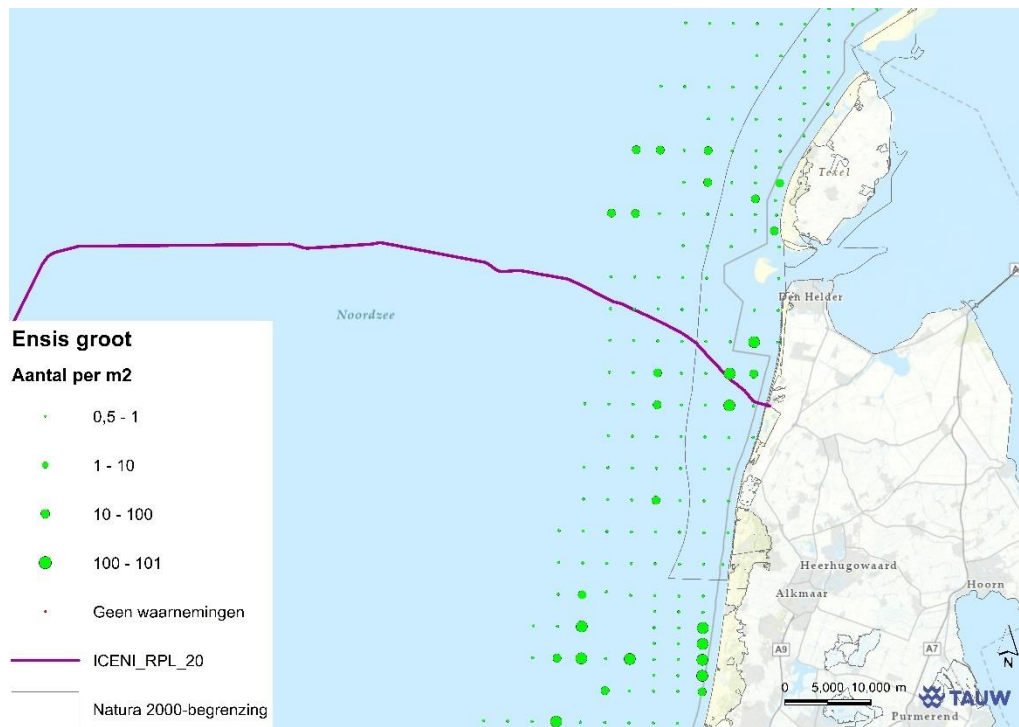 Texel
Den Helder
A
Noordzee
Ensis groot
Aantal per m2
0,5 - 1
1 - 10
10 - 100
100 - 101
Geen waarnemingen
ICENI_RPL_20
Natura 2000-begrenzing
Heerhugowaard
Alkmaar
Hoorn
A9
A7
N
0 5,000 10,000 m
TAUW
Purmerend